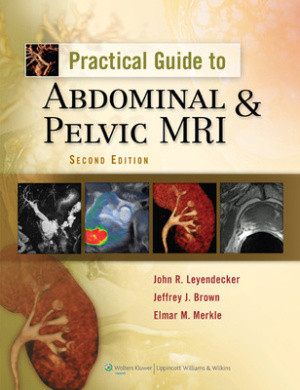 Practical Guide to
ABDOMINAL &
PELVIC MRI
SECOND EDITION
John R. Leyendecker
Jeffrey J. Brown
Elmar M. Merkle
Wolters Kluwer | Lippincott Williams & Wilkins
Health